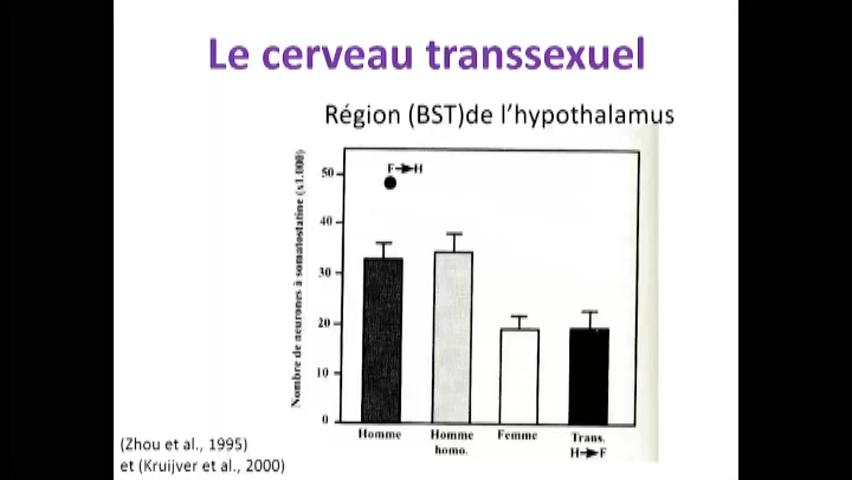 Le cerveau transsexuel
Région (BST)de l'hypothalamus
Nombre de neurones à somatostatine (x1.000)
50
40
30
20
10
0
F→H
Homme
Homme homo.
Femme
Trans. H→F
(Zhou et al., 1995)
et (Kruijver et al., 2000)